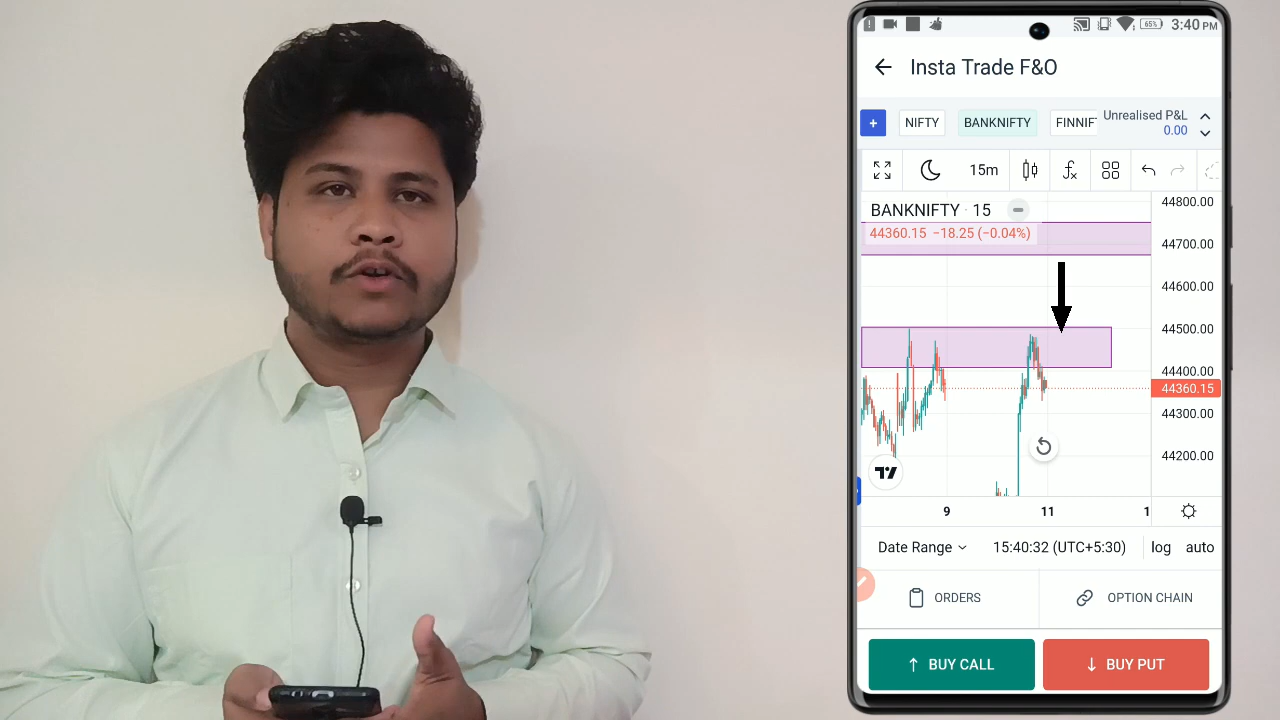 65% 3:40 PM
Insta Trade F&O
+ NIFTY BANKNIFTY FINNIF
Unrealised P&L
0.00
15m
BANKNIFTY · 15
44360.15 −18.25 (−0.04%)
44800.00
44700.00
44600.00
44500.00
44400.00
44360.15
44300.00
44200.00
9 11 1
Date Range 15:40:32 (UTC+5:30) log auto
ORDERS OPTION CHAIN
↑ BUY CALL ↓ BUY PUT